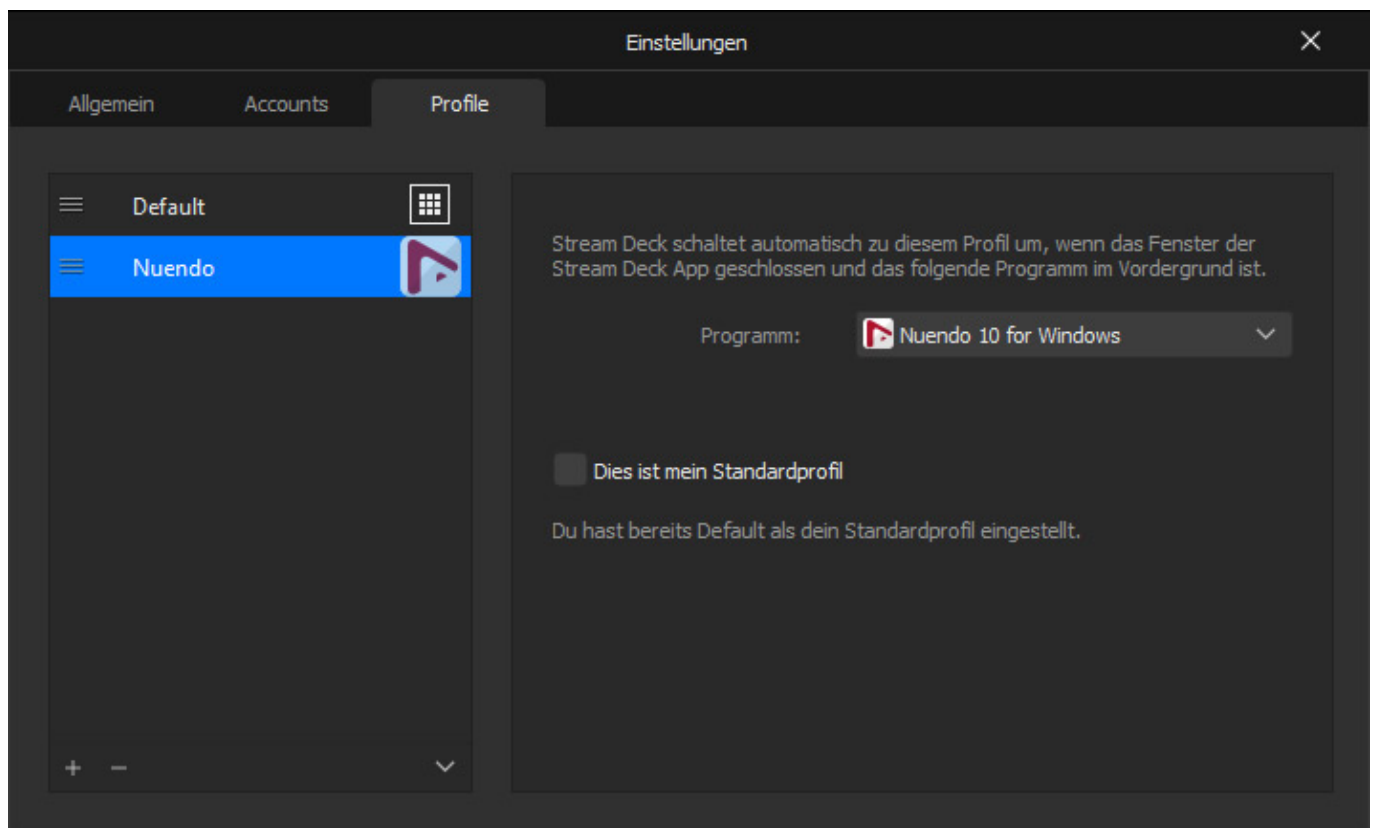 Einstellungen
Allgemein Accounts Profile
Default
Nuendo
Stream Deck schaltet automatisch zu diesem Profil um, wenn das Fenster der
Stream Deck App geschlossen und das folgende Programm im Vordergrund ist.
Programm: Nuendo 10 for Windows
Dies ist mein Standardprofil
Du hast bereits Default als dein Standardprofil eingestellt.